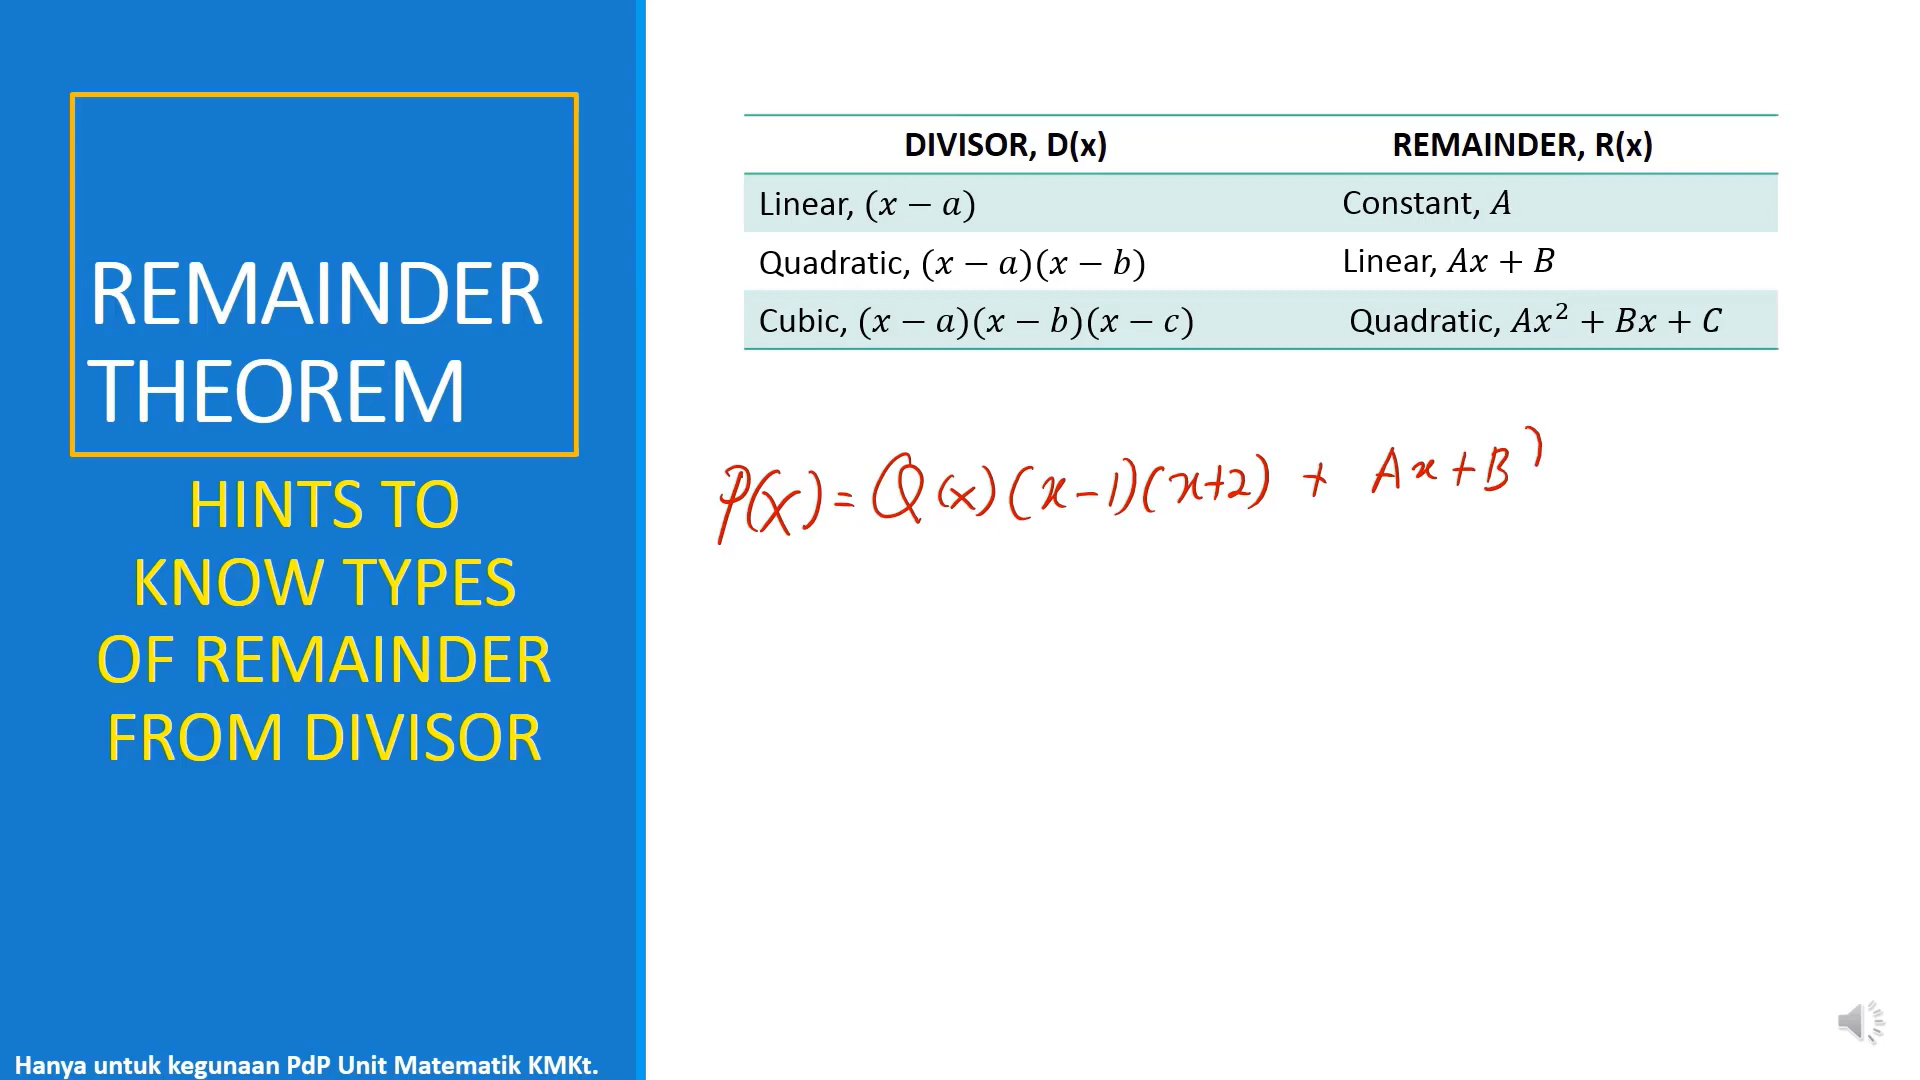 REMAINDER
THEOREM
HINTS TO
KNOW TYPES
OF REMAINDER
FROM DIVISOR
Hanya untuk kegunaan PdP Unit Matematik KMKt.
DIVISOR, D(x) REMAINDER, R(x)
Linear, (x − a) Constant, A
Quadratic, (x − a)(x − b) Linear, Ax + B
Cubic, (x − a)(x − b)(x − c) Quadratic, Ax² + Bx + C
P(x) = Q(x)(x-1)(x+2) + Ax+B)